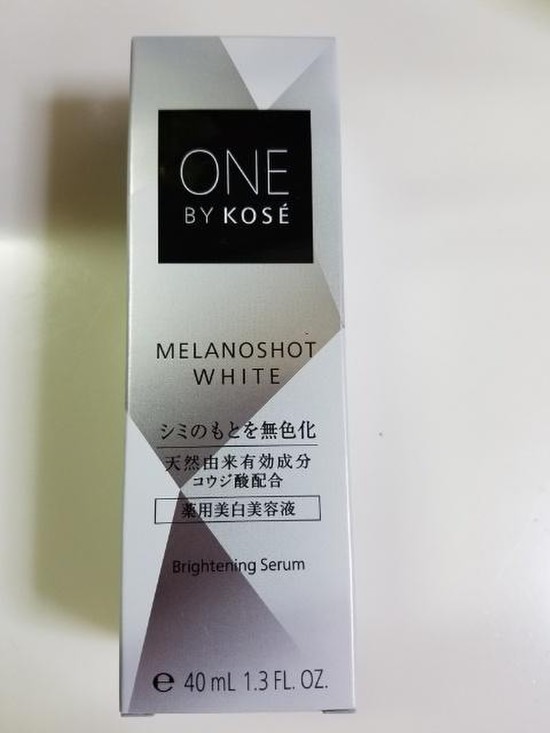 ONE
BY KOSÉ
MELANOSHOT
WHITE
シミのもとを無色化
天然由来有効成分
コウジ酸配合
薬用美白美容液
Brightening Serum
℮ 40 mL 1.3 FL. OZ.